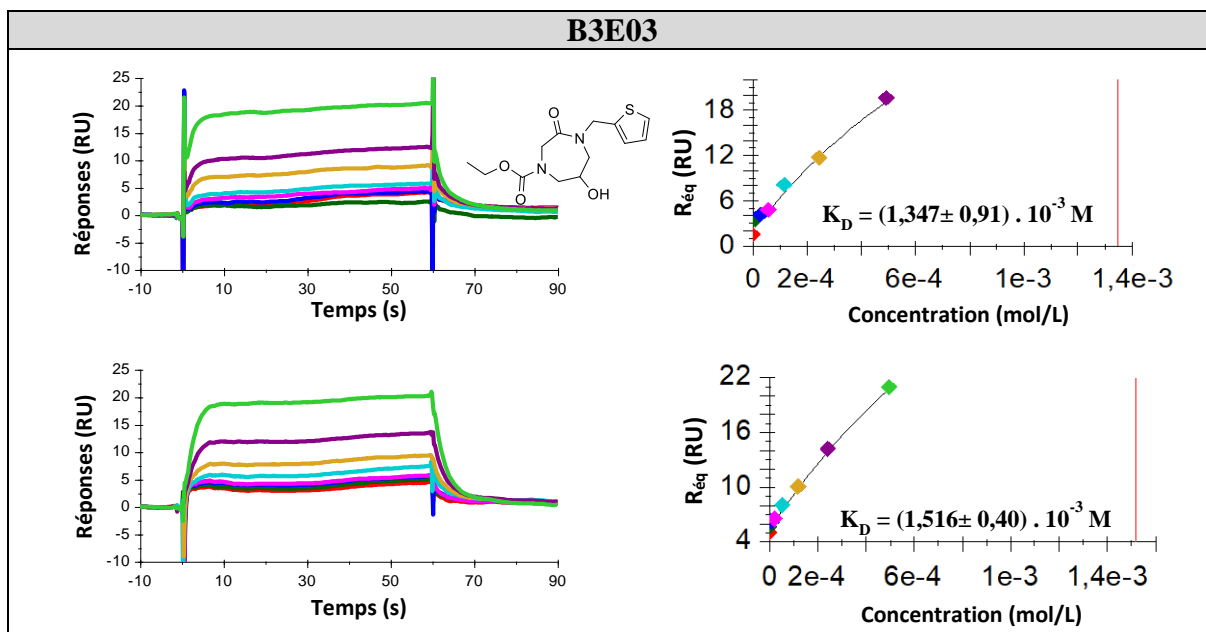 B3E03
Réponses (RU)
25
20
15
10
5
0
-5
-10
-10
10
30
50
70
90
Temps (s)
O
N
S
O
O
N
OH
Réq (RU)
18
12
6
0
K_D = (1,347± 0,91) . 10^-3 M
0
2e-4
6e-4
1e-3
1,4e-3
Concentration (mol/L)
Réponses (RU)
25
20
15
10
5
0
-5
-10
-10
10
30
50
70
90
Temps (s)
Réq (RU)
22
16
10
4
K_D = (1,516± 0,40) . 10^-3 M
0
2e-4
6e-4
1e-3
1,4e-3
Concentration (mol/L)